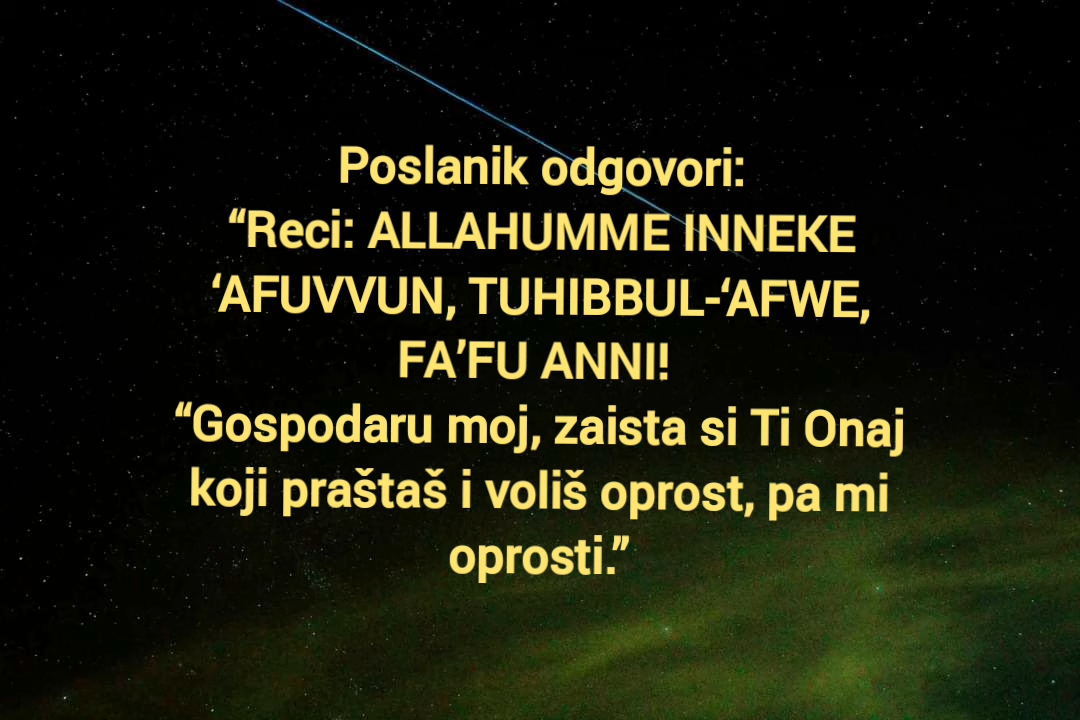 Poslanik odgovori:
“Reci: ALLAHUMME INNEKE
‘AFUVVUN, TUHIBBUL-‘AFWE,
FA’FU ANNI!
“Gospodaru moj, zaista si Ti Onaj
koji praštaš i voliš oprost, pa mi
oprosti.”